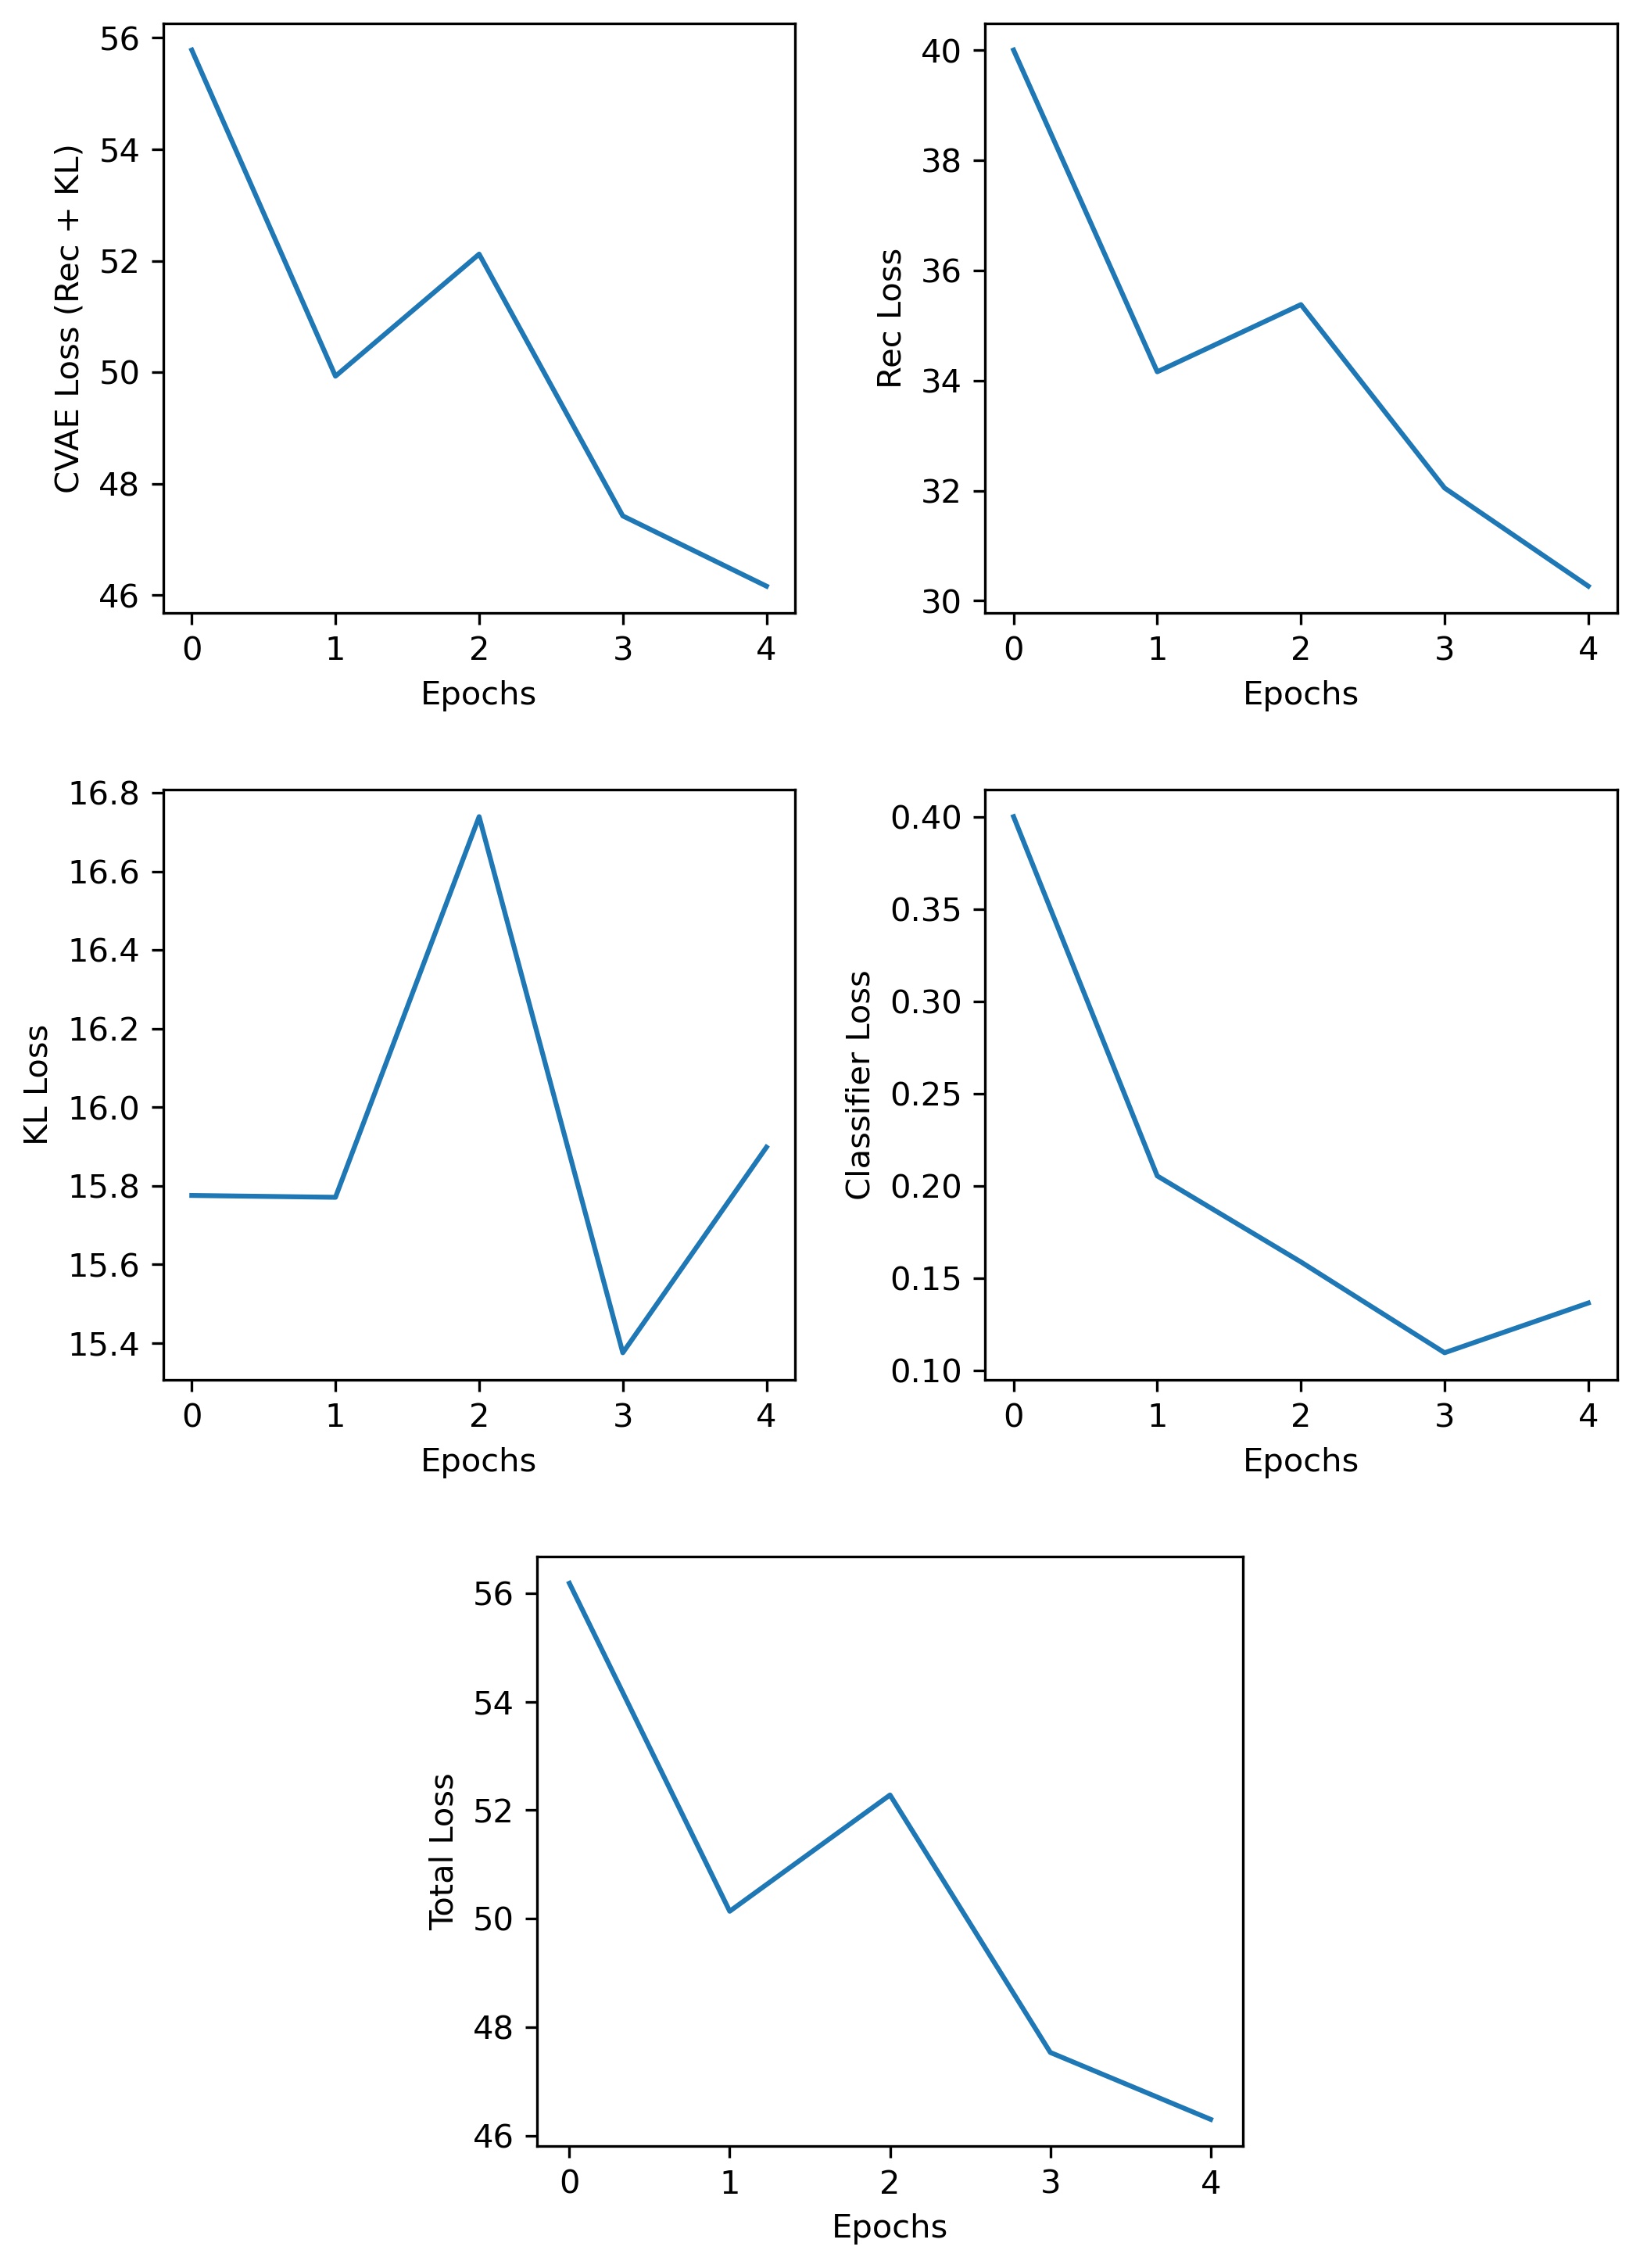 CVAE Loss (Rec + KL)
56
54
52
50
48
46
0 1 2 3 4
Epochs
Rec Loss
40
38
36
34
32
30
0 1 2 3 4
Epochs
KL Loss
16.8
16.6
16.4
16.2
16.0
15.8
15.6
15.4
0 1 2 3 4
Epochs
Classifier Loss
0.40
0.35
0.30
0.25
0.20
0.15
0.10
0 1 2 3 4
Epochs
Total Loss
56
54
52
50
48
46
0 1 2 3 4
Epochs